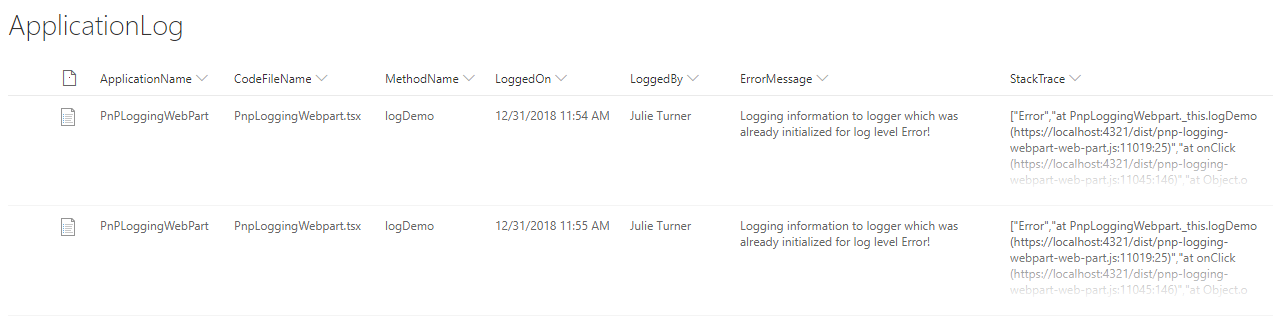 ApplicationLog
ApplicationName CodeFileName MethodName LoggedOn LoggedBy ErrorMessage StackTrace
PnPLoggingWebPart PnpLoggingWebpart.tsx logDemo 12/31/2018 11:54 AM Julie Turner Logging information to logger which was ["Error","at PnpLoggingWebpart._this.logDemo
already initialized for log level Error! (https://localhost:4321/dist/pnp-logging-
webpart-web-part.js:11019:25)","at onClick
(https://localhost:4321/dist/pnp-logging-
webpart-web-part.js:11045:146)","at Object.o
PnPLoggingWebPart PnpLoggingWebpart.tsx logDemo 12/31/2018 11:55 AM Julie Turner Logging information to logger which was ["Error","at PnpLoggingWebpart._this.logDemo
already initialized for log level Error! (https://localhost:4321/dist/pnp-logging-
webpart-web-part.js:11019:25)","at onClick
(https://localhost:4321/dist/pnp-logging-
webpart-web-part.js:11045:146)","at Object.o